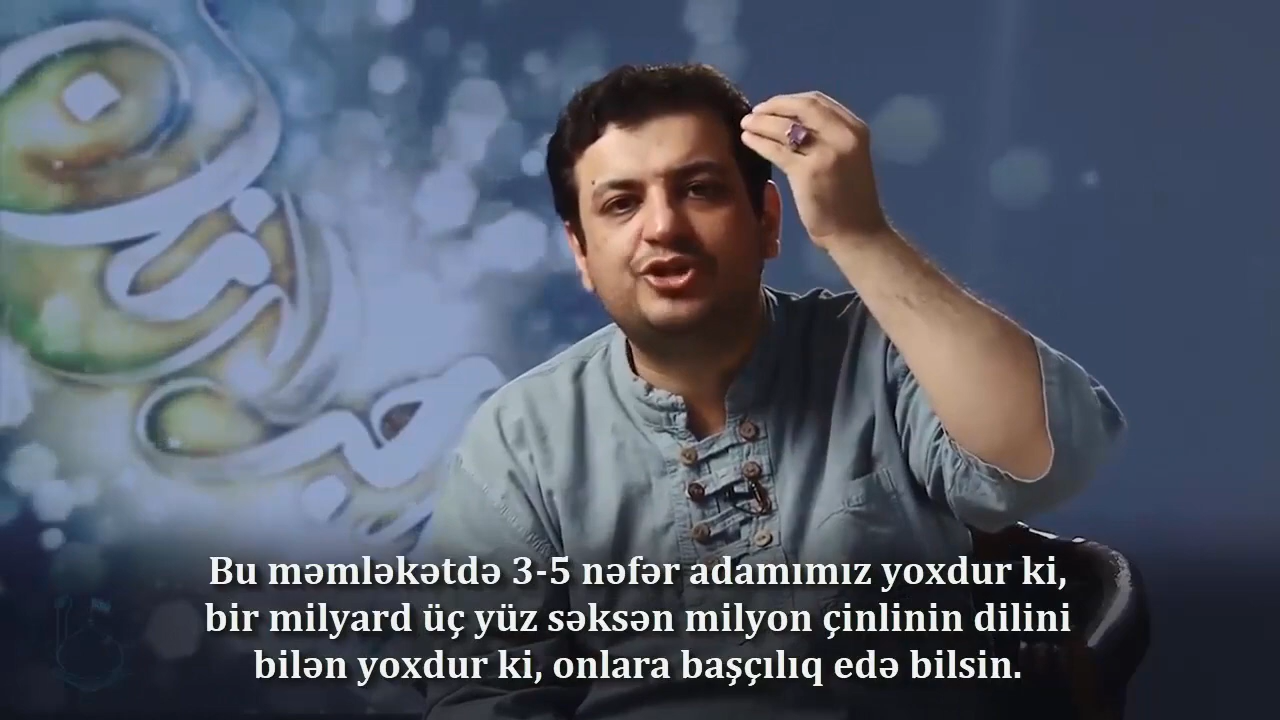 Bu məmləkətdə 3-5 nəfər adamımız yoxdur ki,
bir milyard üç yüz səksən milyon çinlinin dilini
bilən yoxdur ki, onlara başçılıq edə bilsin.